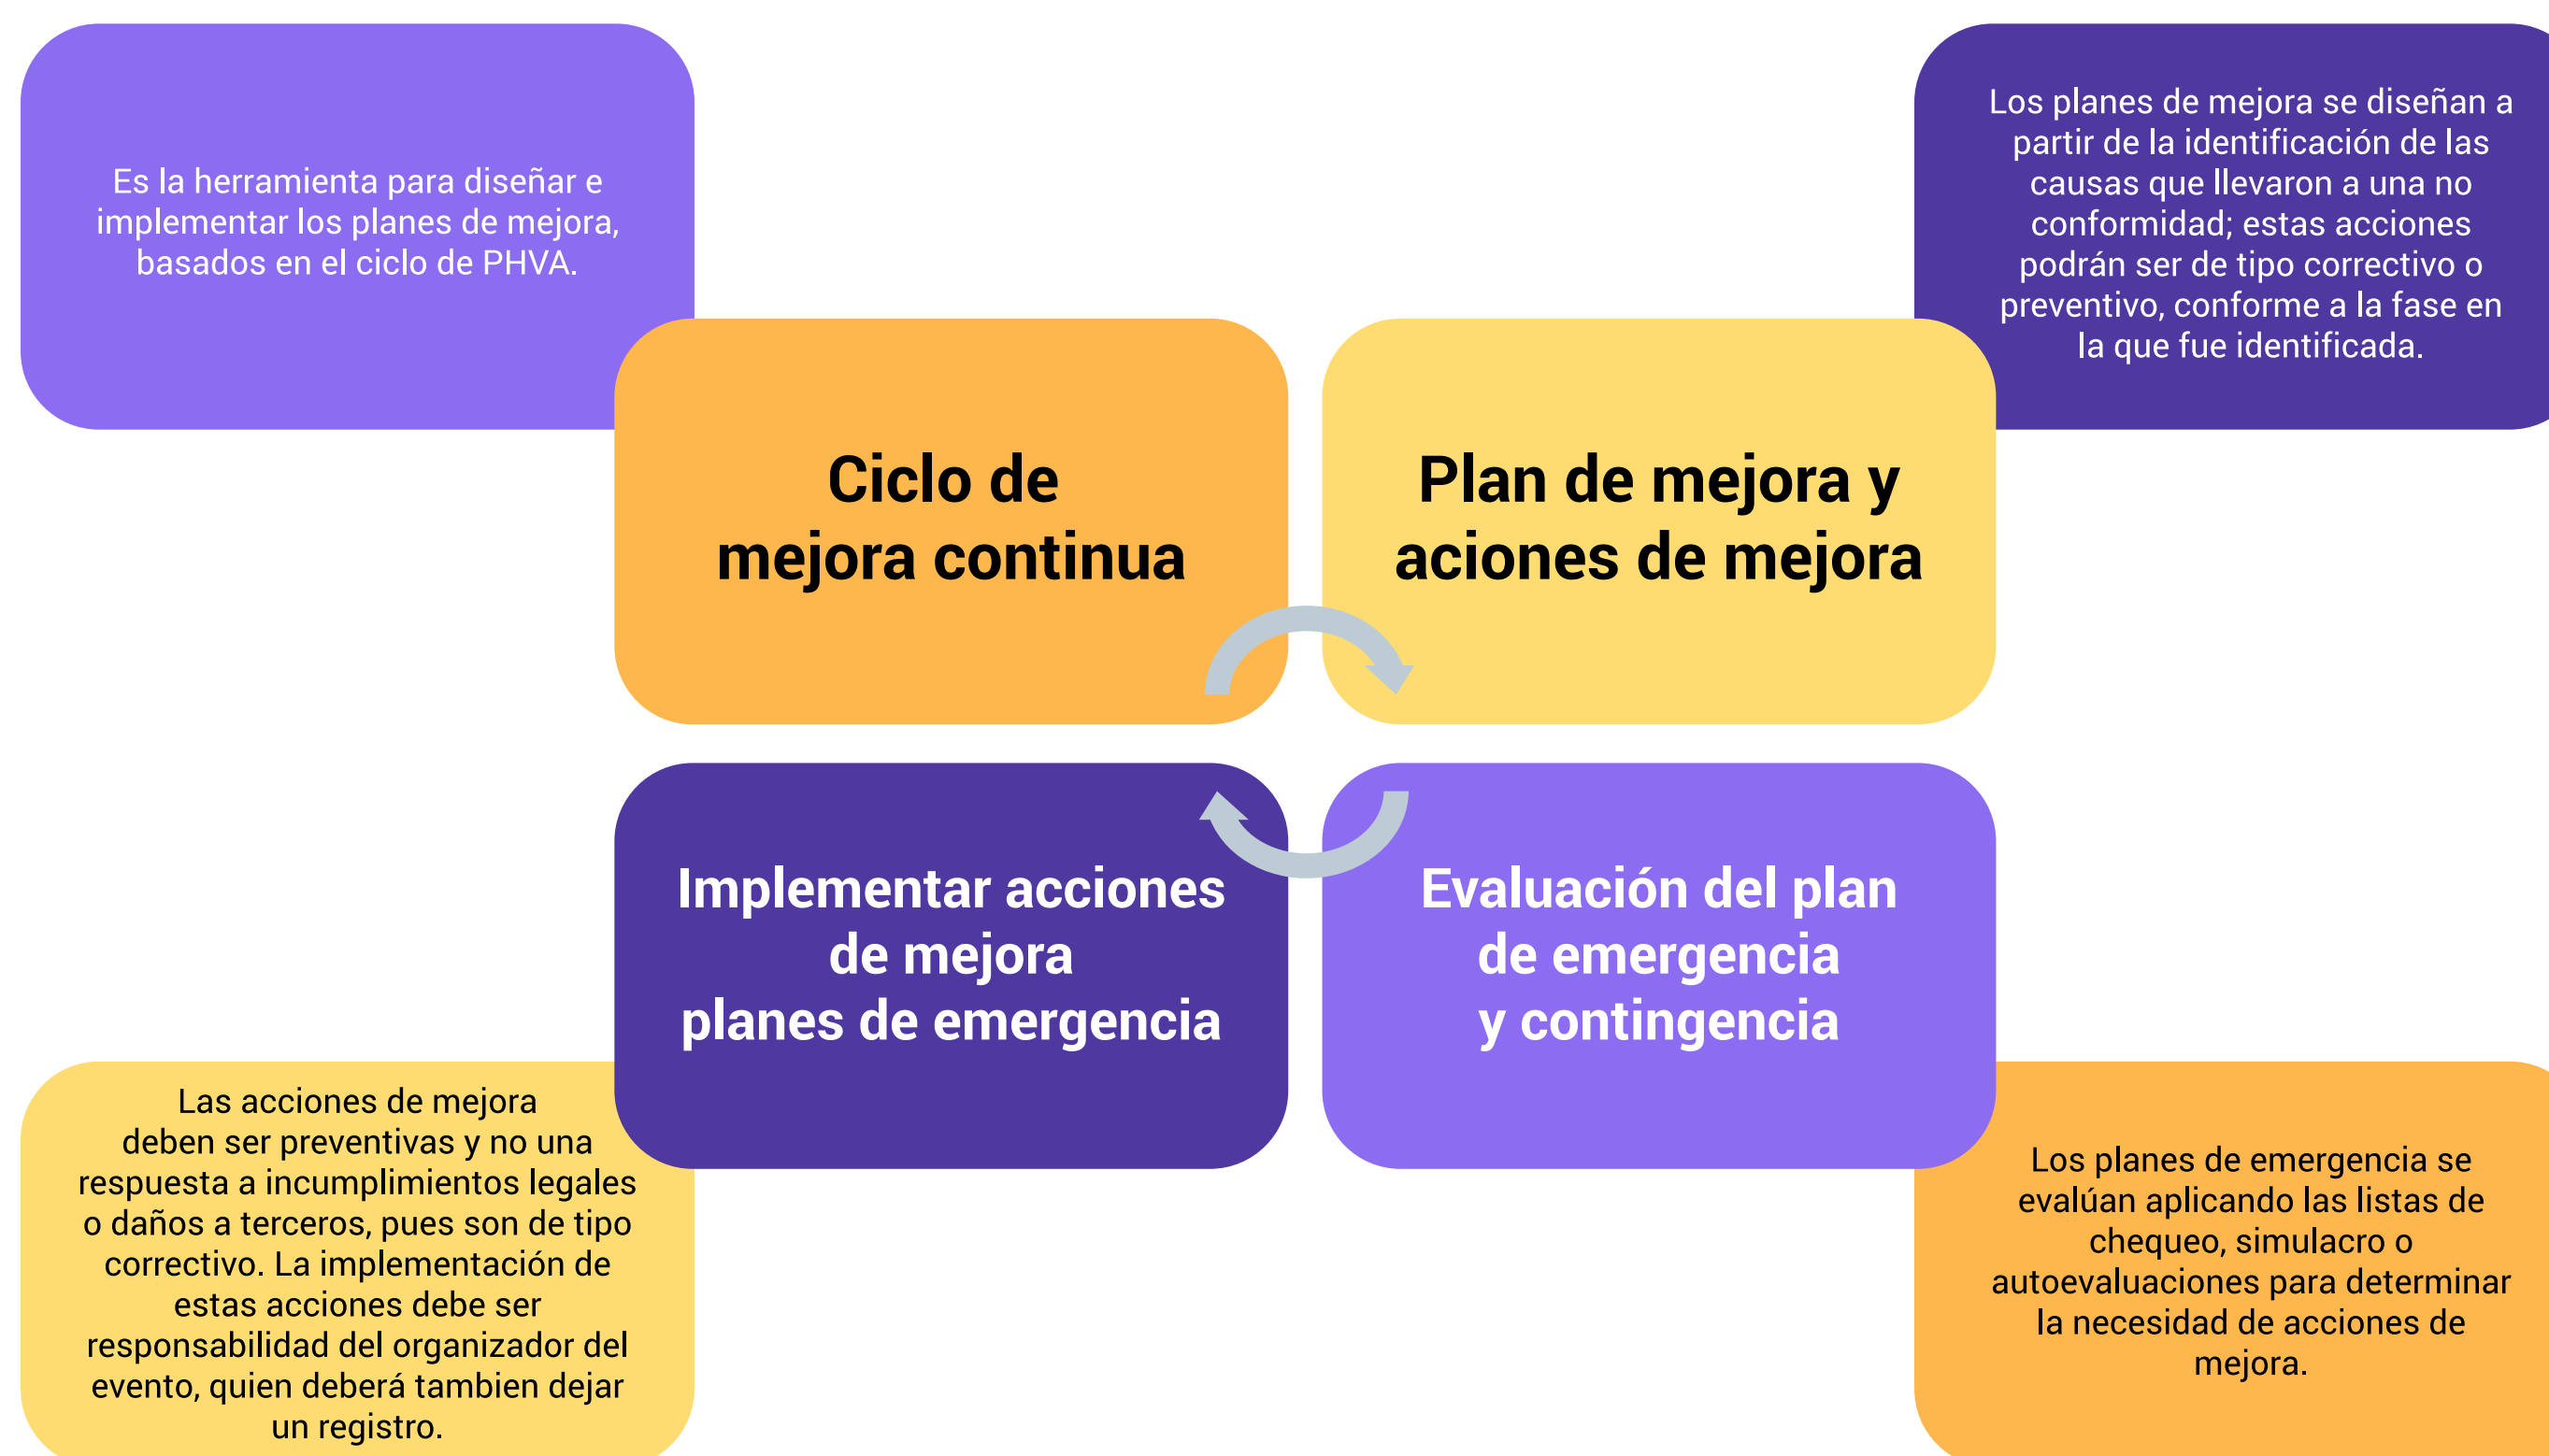 Es la herramienta para diseñar e
implementar los planes de mejora,
basados en el ciclo de PHVA.
Ciclo de
mejora continua
Los planes de mejora se diseñan a
partir de la identificación de las
causas que llevaron a una no
conformidad; estas acciones
podrán ser de tipo correctivo o
preventivo, conforme a la fase en
la que fue identificada.
Plan de mejora y
aciones de mejora
Implementar acciones
de mejora
planes de emergencia
Las acciones de mejora
deben ser preventivas y no una
respuesta a incumplimientos legales
o daños a terceros, pues son de tipo
correctivo. La implementación de
estas acciones debe ser
responsabilidad del organizador del
evento, quien deberá tambien dejar
un registro.
Evaluación del plan
de emergencia
y contingencia
Los planes de emergencia se
evalúan aplicando las listas de
chequeo, simulacro o
autoevaluaciones para determinar
la necesidad de acciones de
mejora.